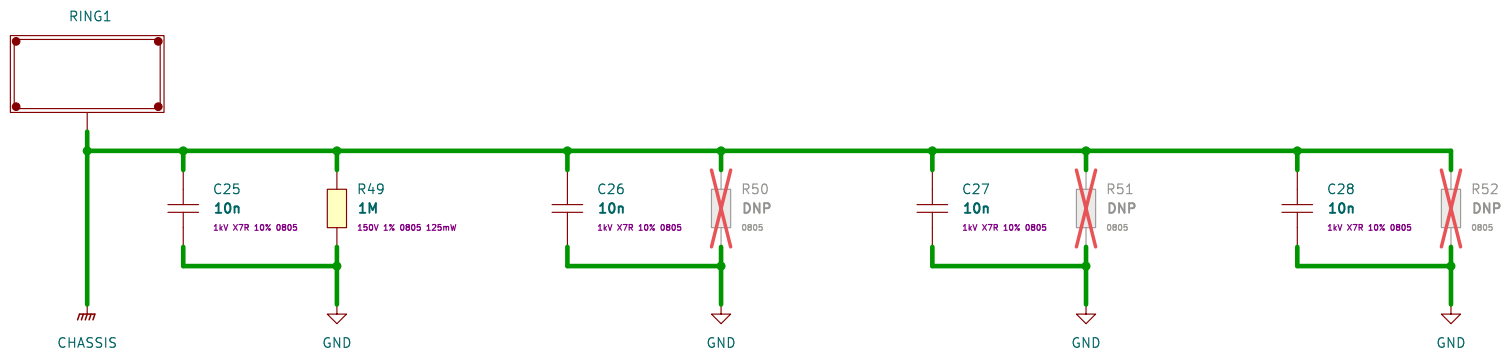 RING1
C25
10n
1kV X7R 10% 0805
R49
1M
150V 1% 0805 125mW
C26
10n
1kV X7R 10% 0805
R50
DNP
0805
C27
10n
1kV X7R 10% 0805
R51
DNP
0805
C28
10n
1kV X7R 10% 0805
R52
DNP
0805
CHASSIS
GND
GND
GND
GND